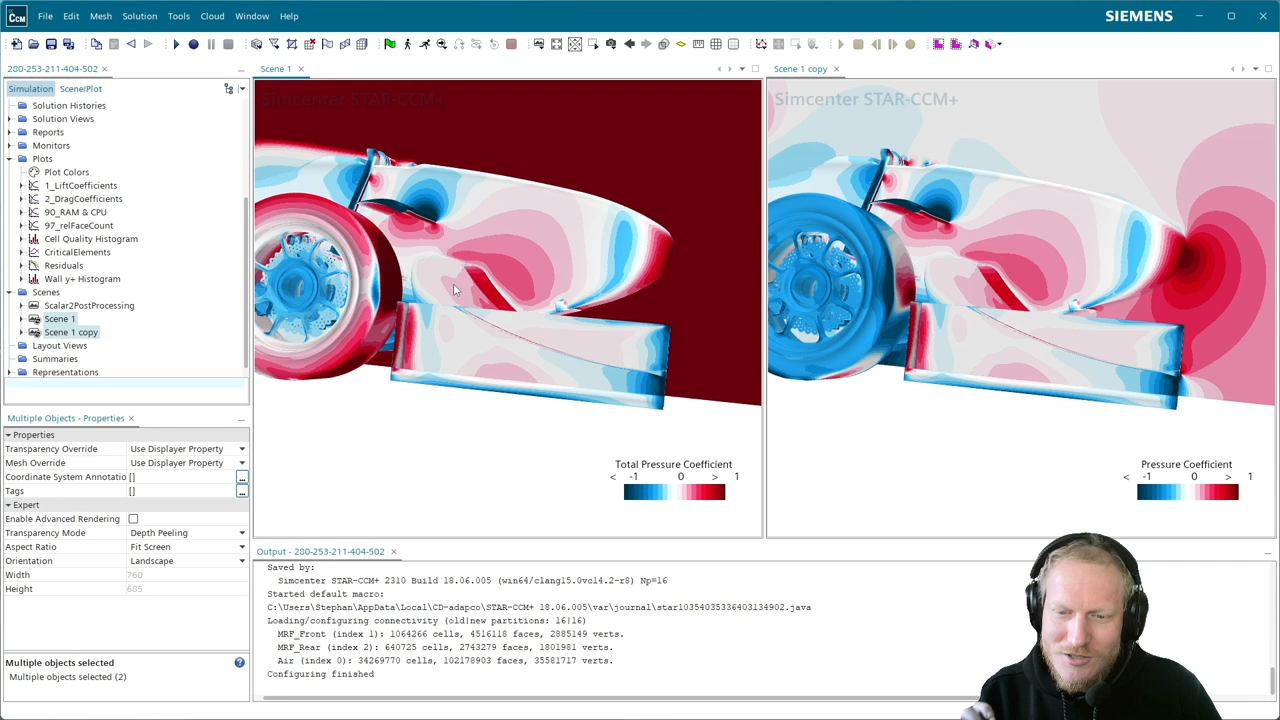 CCM File Edit Mesh Solution Tools Cloud Window Help SIEMENS
280-253-211-404-502
Simulation Scene/Plot
Solution Histories
Solution Views
Reports
Monitors
Plots
Plot Colors
1_LiftCoefficients
2_DragCoefficients
90_RAM & CPU
97_relFaceCount
Cell Quality Histogram
CriticalElements
Residuals
Wall y+ Histogram
Scenes
Scalar2PostProcessing
Scene 1
Scene 1 copy
Layout Views
Summaries
Representations
Multiple Objects - Properties
Properties
Transparency Override Use Displayer Property
Mesh Override Use Displayer Property
Coordinate System Annotatio []
Tags []
Expert
Enable Advanced Rendering
Transparency Mode Depth Peeling
Aspect Ratio Fit Screen
Orientation Landscape
Width 760
Height 685
Multiple objects selected
Multiple objects selected (2)
Scene 1
Simcenter STAR-CCM+
Total Pressure Coefficient
< -1 0 > 1
Scene 1 copy
Simcenter STAR-CCM+
Pressure Coefficient
< -1 0 > 1
Output - 280-253-211-404-502
Saved by:
Simcenter STAR-CCM+ 2310 Build 18.06.005 (win64/clang15.0vc14.2-r8) Np=16
Started default macro:
C:\Users\Stephan\AppData\Local\CD-adapco\STAR-CCM+ 18.06.005\var\journal\star10354035336403134902.java
Loading/configuring connectivity (old|new partitions: 16|16)
MRF_Front (index 1): 1064266 cells, 4516118 faces, 2885149 verts.
MRF_Rear (index 2): 640725 cells, 2743279 faces, 1801981 verts.
Air (index 0): 34269770 cells, 102178903 faces, 35581717 verts.
Configuring finished